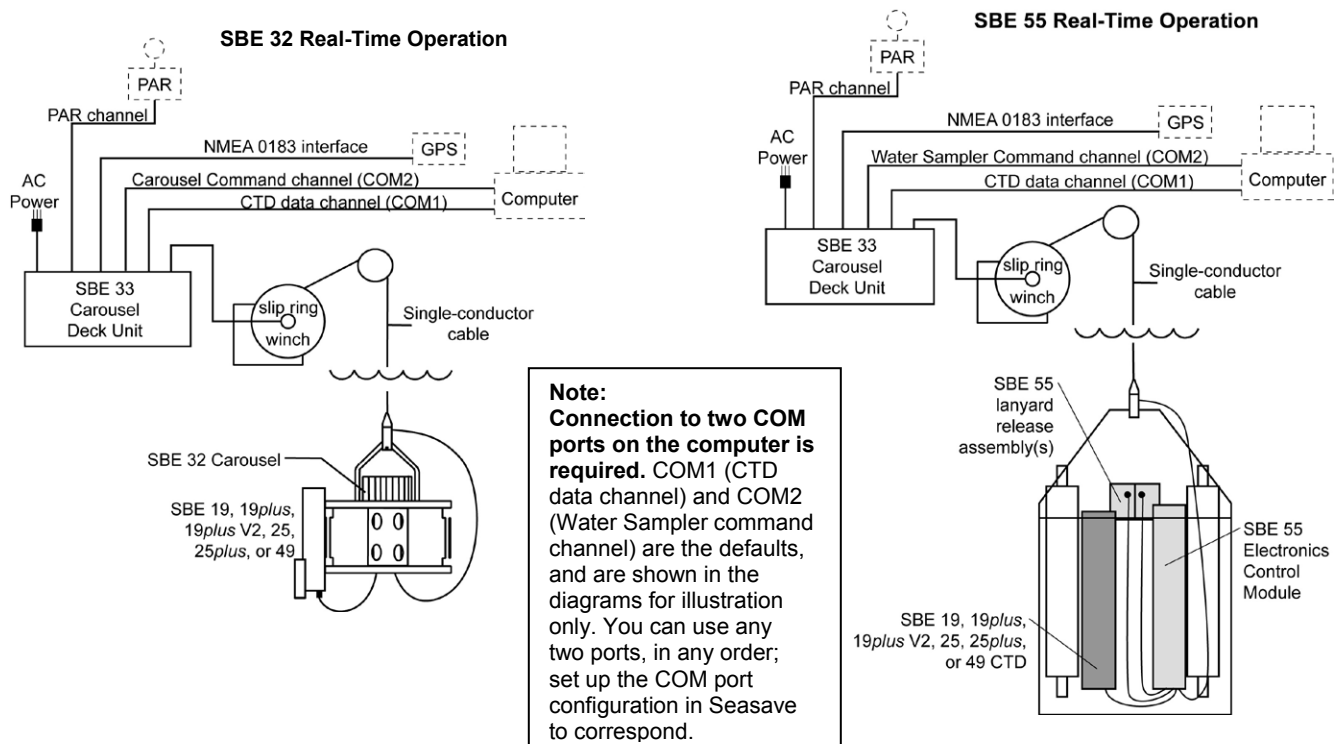 SBE 32 Real-Time Operation
PAR
PAR channel
NMEA 0183 interface
GPS
AC
Power
Carousel Command channel (COM2)
CTD data channel (COM1)
Computer
SBE 33
Carousel
Deck Unit
slip ring
winch
Single-conductor
cable
SBE 32 Carousel
SBE 19, 19plus,
19plus V2, 25,
25plus, or 49
Note:
Connection to two COM
ports on the computer is
required. COM1 (CTD
data channel) and COM2
(Water Sampler command
channel) are the defaults,
and are shown in the
diagrams for illustration
only. You can use any
two ports, in any order;
set up the COM port
configuration in Seasave
to correspond.
SBE 55 Real-Time Operation
PAR
PAR channel
NMEA 0183 interface
GPS
AC
Power
Water Sampler Command channel (COM2)
CTD data channel (COM1)
Computer
SBE 33
Carousel
Deck Unit
slip ring
winch
Single-conductor
cable
SBE 55
lanyard
release
assembly(s)
SBE 55
Electronics
Control
Module
SBE 19, 19plus,
19plus V2, 25, 25plus,
or 49 CTD